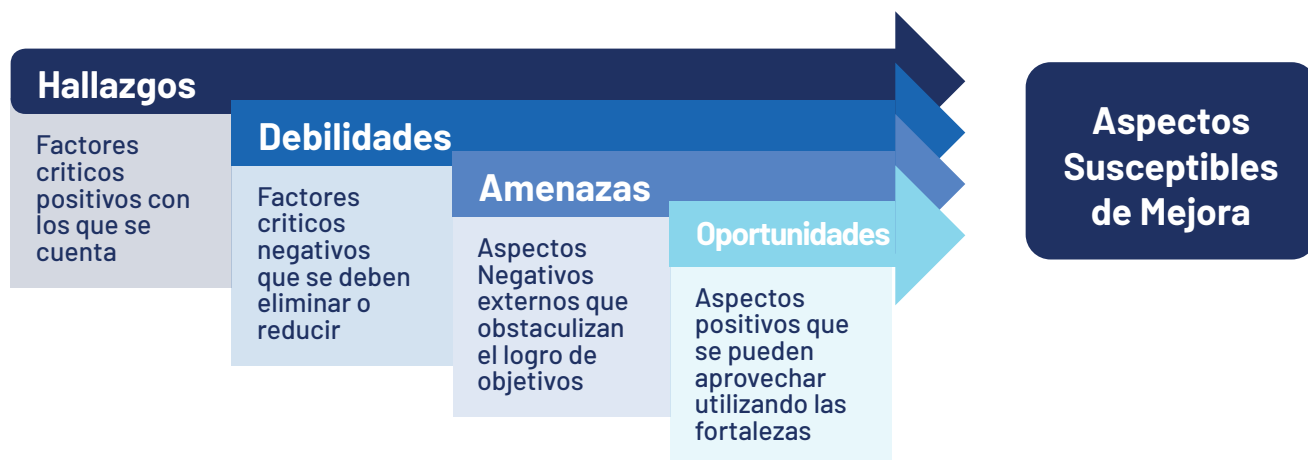 Hallazgos
Factores
criticos
positivos con
los que se
cuenta
Debilidades
Factores
criticos
negativos
que se deben
eliminar o
reducir
Amenazas
Aspectos
Negativos
externos que
obstaculizan
el logro de
objetivos
Oportunidades
Aspectos
positivos que
se pueden
aprovechar
utilizando las
fortalezas
Aspectos
Susceptibles
de Mejora